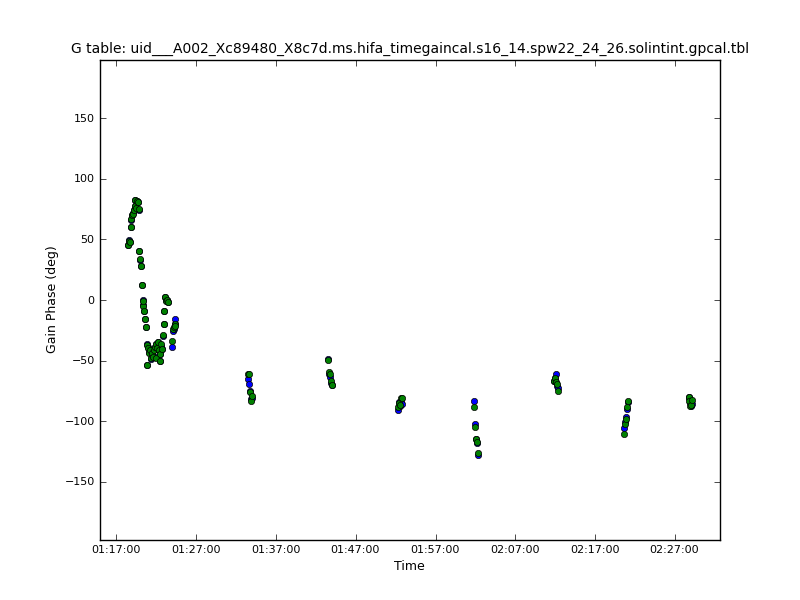 G table: uid___A002_Xc89480_X8c7d.ms.hifa_timegaincal.s16_14.spw22_24_26.solintint.gpcal.tbl
Gain Phase (deg)
150
100
50
0
−50
−100
−150
01:17:00 01:27:00 01:37:00 01:47:00 01:57:00 02:07:00 02:17:00 02:27:00
Time